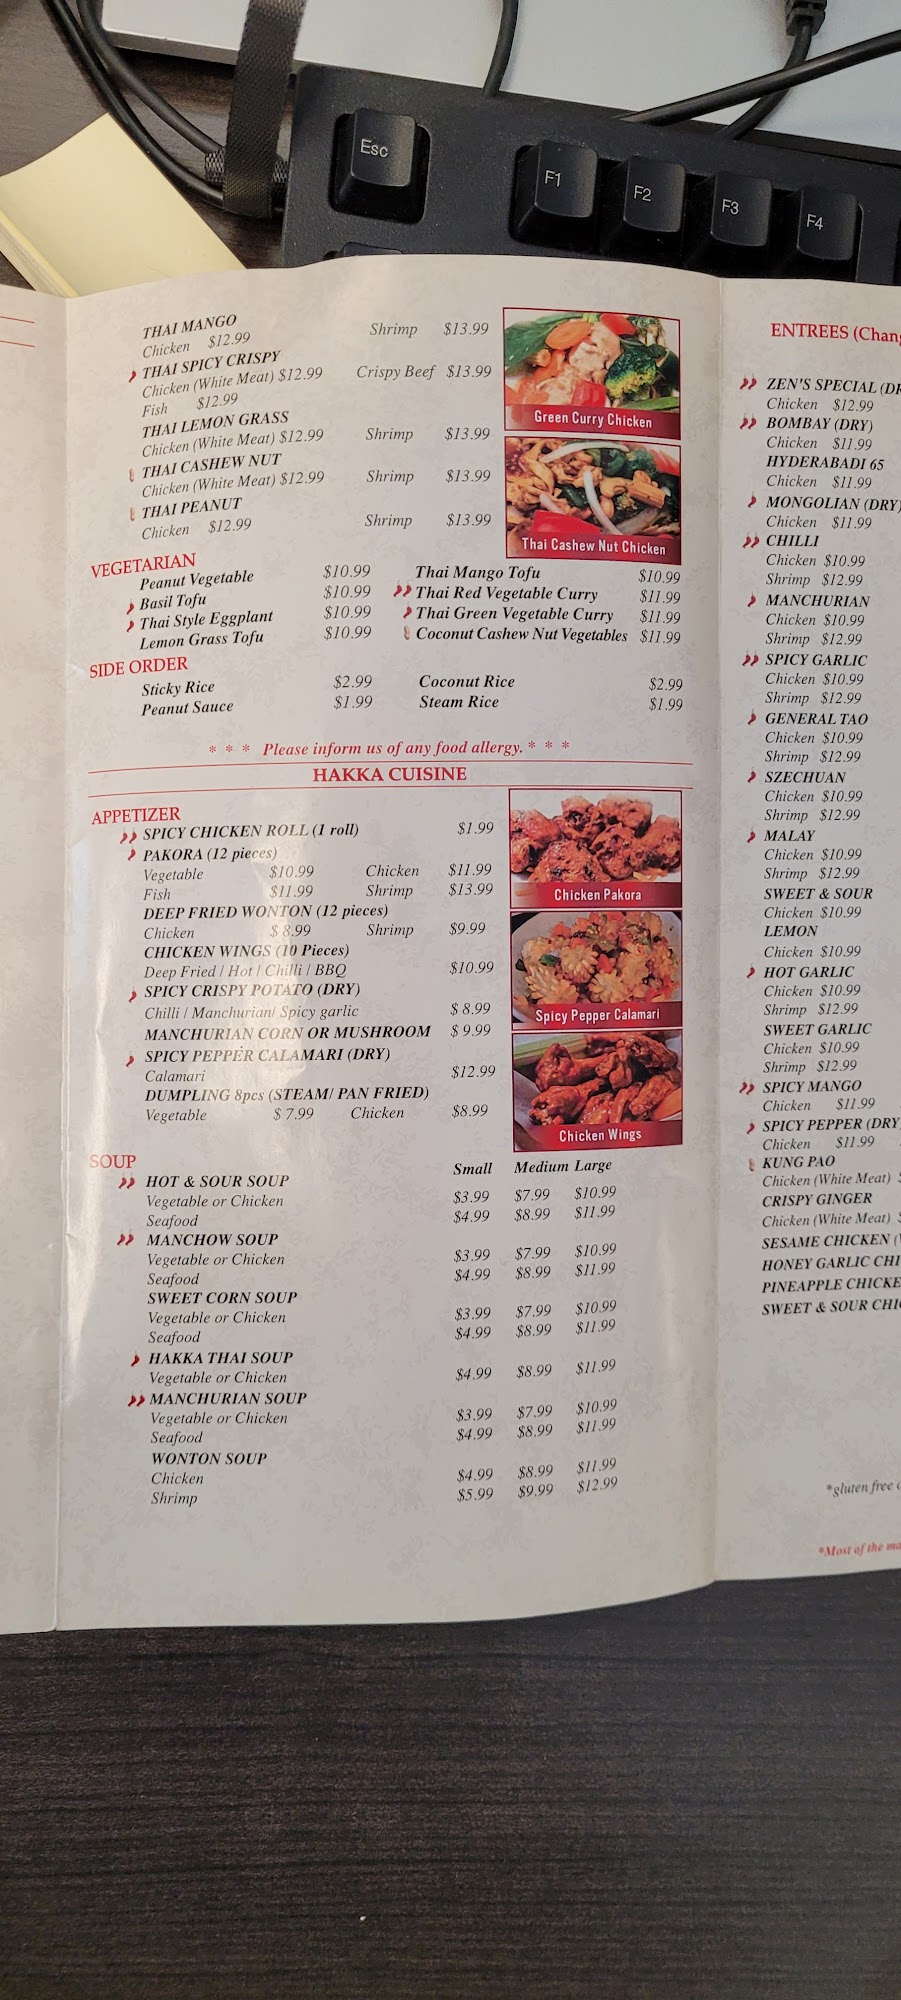 Esc
F1
F2
F3
F4
THAI MANGO
Chicken $12.99 Shrimp $13.99
THAI SPICY CRISPY
Chicken (White Meat) $12.99 Crispy Beef $13.99
Fish $12.99
THAI LEMON GRASS
Chicken (White Meat) $12.99 Shrimp $13.99
THAI CASHEW NUT
Chicken (White Meat) $12.99 Shrimp $13.99
THAI PEANUT
Chicken $12.99 Shrimp $13.99
Green Curry Chicken
Thai Cashew Nut Chicken
VEGETARIAN
Peanut Vegetable $10.99 Thai Mango Tofu $10.99
Basil Tofu $10.99 Thai Red Vegetable Curry $11.99
Thai Style Eggplant $10.99 Thai Green Vegetable Curry $11.99
Lemon Grass Tofu $10.99 Coconut Cashew Nut Vegetables $11.99
SIDE ORDER
Sticky Rice $2.99 Coconut Rice $2.99
Peanut Sauce $1.99 Steam Rice $1.99
* * * Please inform us of any food allergy. * * *
HAKKA CUISINE
APPETIZER
SPICY CHICKEN ROLL (1 roll) $1.99
PAKORA (12 pieces)
Vegetable $10.99 Chicken $11.99
Fish $11.99 Shrimp $13.99
DEEP FRIED WONTON (12 pieces)
Chicken $ 8.99 Shrimp $9.99
CHICKEN WINGS (10 Pieces)
Deep Fried / Hot / Chilli / BBQ $10.99
SPICY CRISPY POTATO (DRY)
Chilli / Manchurian/ Spicy garlic $ 8.99
MANCHURIAN CORN OR MUSHROOM $ 9.99
SPICY PEPPER CALAMARI (DRY)
Calamari $12.99
DUMPLING 8pcs (STEAM/ PAN FRIED)
Vegetable $ 7.99 Chicken $8.99
Chicken Pakora
Spicy Pepper Calamari
Chicken Wings
SOUP Small Medium Large
HOT & SOUR SOUP
Vegetable or Chicken $3.99 $7.99 $10.99
Seafood $4.99 $8.99 $11.99
MANCHOW SOUP
Vegetable or Chicken $3.99 $7.99 $10.99
Seafood $4.99 $8.99 $11.99
SWEET CORN SOUP
Vegetable or Chicken $3.99 $7.99 $10.99
Seafood $4.99 $8.99 $11.99
HAKKA THAI SOUP
Vegetable or Chicken $4.99 $8.99 $11.99
MANCHURIAN SOUP
Vegetable or Chicken $3.99 $7.99 $10.99
Seafood $4.99 $8.99 $11.99
WONTON SOUP
Chicken $4.99 $8.99 $11.99
Shrimp $5.99 $9.99 $12.99
ENTREES (Chang
ZEN'S SPECIAL (DR
Chicken $12.99
BOMBAY (DRY)
Chicken $11.99
HYDERABADI 65
Chicken $11.99
MONGOLIAN (DRY)
Chicken $11.99
CHILLI
Chicken $10.99
Shrimp $12.99
MANCHURIAN
Chicken $10.99
Shrimp $12.99
SPICY GARLIC
Chicken $10.99
Shrimp $12.99
GENERAL TAO
Chicken $10.99
Shrimp $12.99
SZECHUAN
Chicken $10.99
Shrimp $12.99
MALAY
Chicken $10.99
Shrimp $12.99
SWEET & SOUR
Chicken $10.99
LEMON
Chicken $10.99
HOT GARLIC
Chicken $10.99
Shrimp $12.99
SWEET GARLIC
Chicken $10.99
Shrimp $12.99
SPICY MANGO
Chicken $11.99
SPICY PEPPER (DRY
Chicken $11.99
KUNG PAO
Chicken (White Meat)
CRISPY GINGER
Chicken (White Meat)
SESAME CHICKEN (
HONEY GARLIC CHI
PINEAPPLE CHICKE
SWEET & SOUR CHI
*gluten free
*Most of the ma